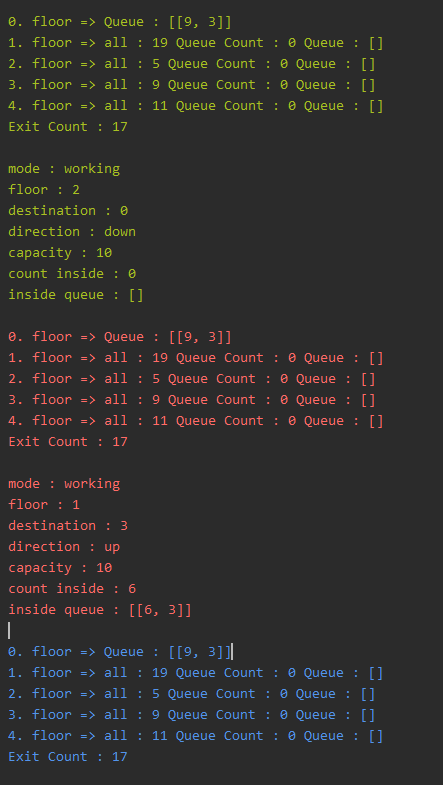 0. floor => Queue : [[9, 3]]
1. floor => all : 19 Queue Count : 0 Queue : []
2. floor => all : 5 Queue Count : 0 Queue : []
3. floor => all : 9 Queue Count : 0 Queue : []
4. floor => all : 11 Queue Count : 0 Queue : []
Exit Count : 17
mode : working
floor : 2
destination : 0
direction : down
capacity : 10
count inside : 0
inside queue : []
0. floor => Queue : [[9, 3]]
1. floor => all : 19 Queue Count : 0 Queue : []
2. floor => all : 5 Queue Count : 0 Queue : []
3. floor => all : 9 Queue Count : 0 Queue : []
4. floor => all : 11 Queue Count : 0 Queue : []
Exit Count : 17
mode : working
floor : 1
destination : 3
direction : up
capacity : 10
count inside : 6
inside queue : [[6, 3]]
0. floor => Queue : [[9, 3]]
1. floor => all : 19 Queue Count : 0 Queue : []
2. floor => all : 5 Queue Count : 0 Queue : []
3. floor => all : 9 Queue Count : 0 Queue : []
4. floor => all : 11 Queue Count : 0 Queue : []
Exit Count : 17